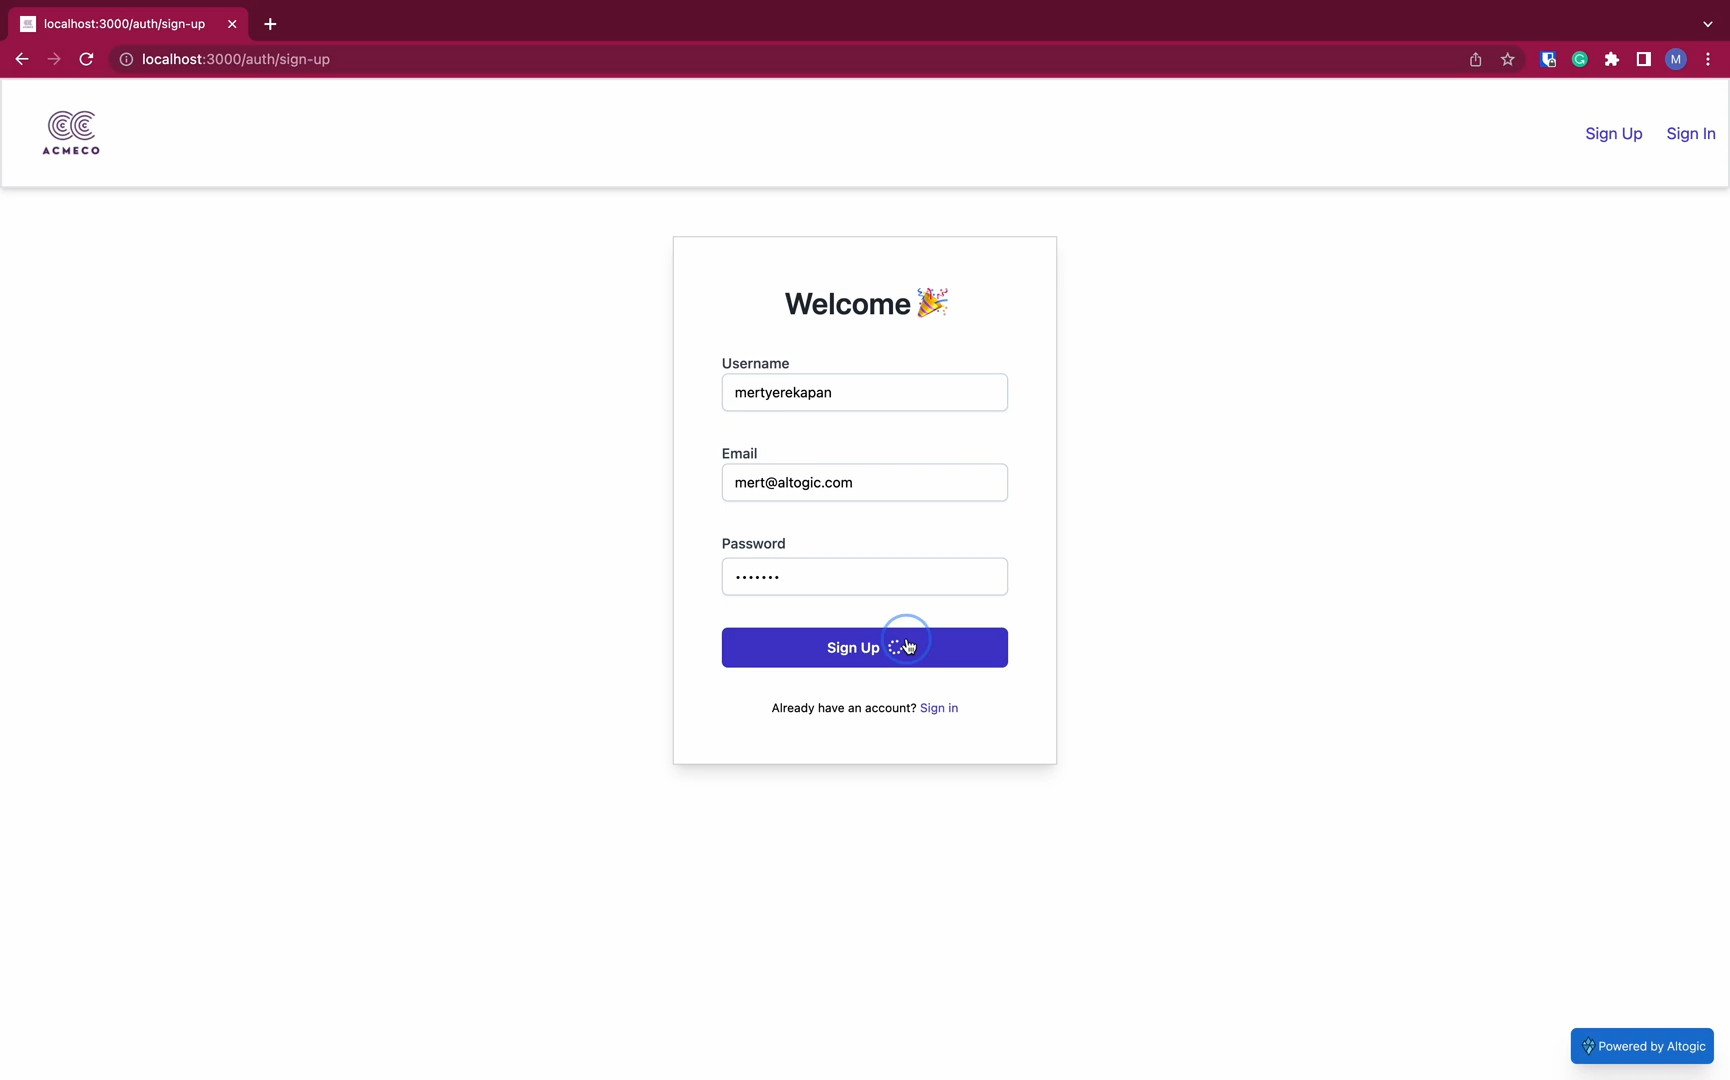 localhost:3000/auth/sign-up
localhost:3000/auth/sign-up
M
ACMECO
Sign Up
Sign In
Welcome 🎉
Username
mertyerekapan
Email
mert@altogic.com
Password
•••••••
Sign Up
Already have an account? Sign in
Powered by Altogic